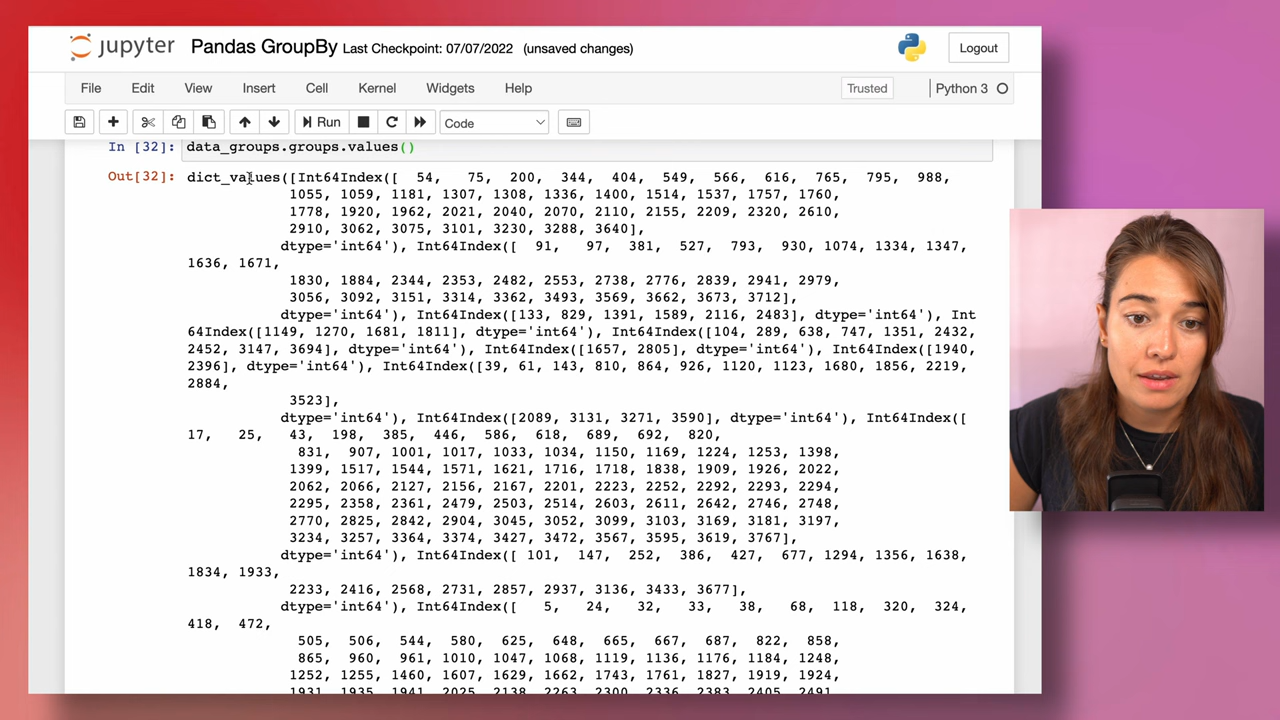 jupyter Pandas GroupBy Last Checkpoint: 07/07/2022 (unsaved changes) Logout
File Edit View Insert Cell Kernel Widgets Help Trusted Python 3
Run Code
In [32]: data_groups.groups.values()
Out[32]: dict_values([Int64Index([ 54, 75, 200, 344, 404, 549, 566, 616, 765, 795, 988,
1055, 1059, 1181, 1307, 1308, 1336, 1400, 1514, 1537, 1757, 1760,
1778, 1920, 1962, 2021, 2040, 2070, 2110, 2155, 2209, 2320, 2610,
2910, 3062, 3075, 3101, 3230, 3288, 3640],
dtype='int64'), Int64Index([ 91, 97, 381, 527, 793, 930, 1074, 1334, 1347,
1636, 1671,
1830, 1884, 2344, 2353, 2482, 2553, 2738, 2776, 2839, 2941, 2979,
3056, 3092, 3151, 3314, 3362, 3493, 3569, 3662, 3673, 3712],
dtype='int64'), Int64Index([133, 829, 1391, 1589, 2116, 2483], dtype='int64'), Int
64Index([1149, 1270, 1681, 1811], dtype='int64'), Int64Index([104, 289, 638, 747, 1351, 2432,
2452, 3147, 3694], dtype='int64'), Int64Index([1657, 2805], dtype='int64'), Int64Index([1940,
2396], dtype='int64'), Int64Index([39, 61, 143, 810, 864, 926, 1120, 1123, 1680, 1856, 2219,
2884,
3523],
dtype='int64'), Int64Index([2089, 3131, 3271, 3590], dtype='int64'), Int64Index([
17, 25, 43, 198, 385, 446, 586, 618, 689, 692, 820,
831, 907, 1001, 1017, 1033, 1034, 1150, 1169, 1224, 1253, 1398,
1399, 1517, 1544, 1571, 1621, 1716, 1718, 1838, 1909, 1926, 2022,
2062, 2066, 2127, 2156, 2167, 2201, 2223, 2252, 2292, 2293, 2294,
2295, 2358, 2361, 2479, 2503, 2514, 2603, 2611, 2642, 2746, 2748,
2770, 2825, 2842, 2904, 3045, 3052, 3099, 3103, 3169, 3181, 3197,
3234, 3257, 3364, 3374, 3427, 3472, 3567, 3595, 3619, 3767],
dtype='int64'), Int64Index([ 101, 147, 252, 386, 427, 677, 1294, 1356, 1638,
1834, 1933,
2233, 2416, 2568, 2731, 2857, 2937, 3136, 3433, 3677],
dtype='int64'), Int64Index([ 5, 24, 32, 33, 38, 68, 118, 320, 324,
418, 472,
505, 506, 544, 580, 625, 648, 665, 667, 687, 822, 858,
865, 960, 961, 1010, 1047, 1068, 1119, 1136, 1176, 1184, 1248,
1252, 1255, 1460, 1607, 1629, 1662, 1743, 1761, 1827, 1919, 1924,
1931, 1935, 1941, 2025, 2138, 2263, 2300, 2336, 2383, 2405, 2491,